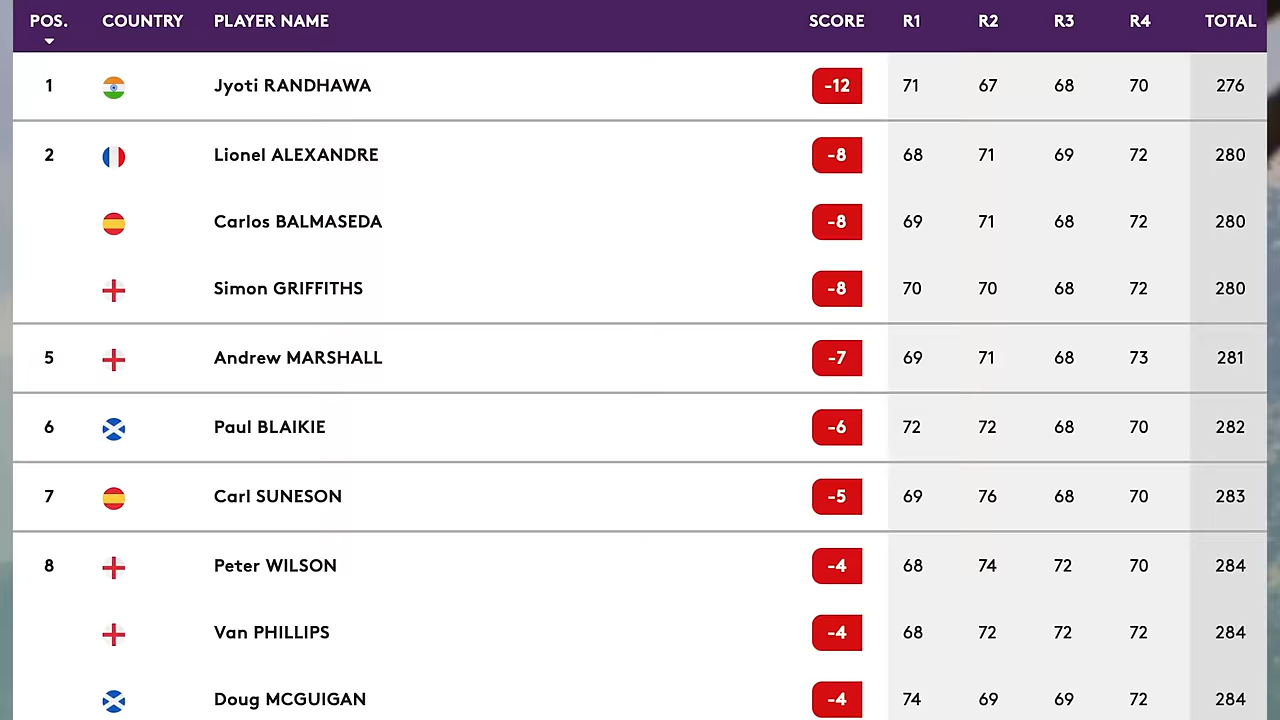 POS. COUNTRY PLAYER NAME SCORE R1 R2 R3 R4 TOTAL
1 Jyoti RANDHAWA -12 71 67 68 70 276
2 Lionel ALEXANDRE -8 68 71 69 72 280
Carlos BALMASEDA -8 69 71 68 72 280
Simon GRIFFITHS -8 70 70 68 72 280
5 Andrew MARSHALL -7 69 71 68 73 281
6 Paul BLAIKIE -6 72 72 68 70 282
7 Carl SUNESON -5 69 76 68 70 283
8 Peter WILSON -4 68 74 72 70 284
Van PHILLIPS -4 68 72 72 72 284
Doug MCGUIGAN -4 74 69 69 72 284